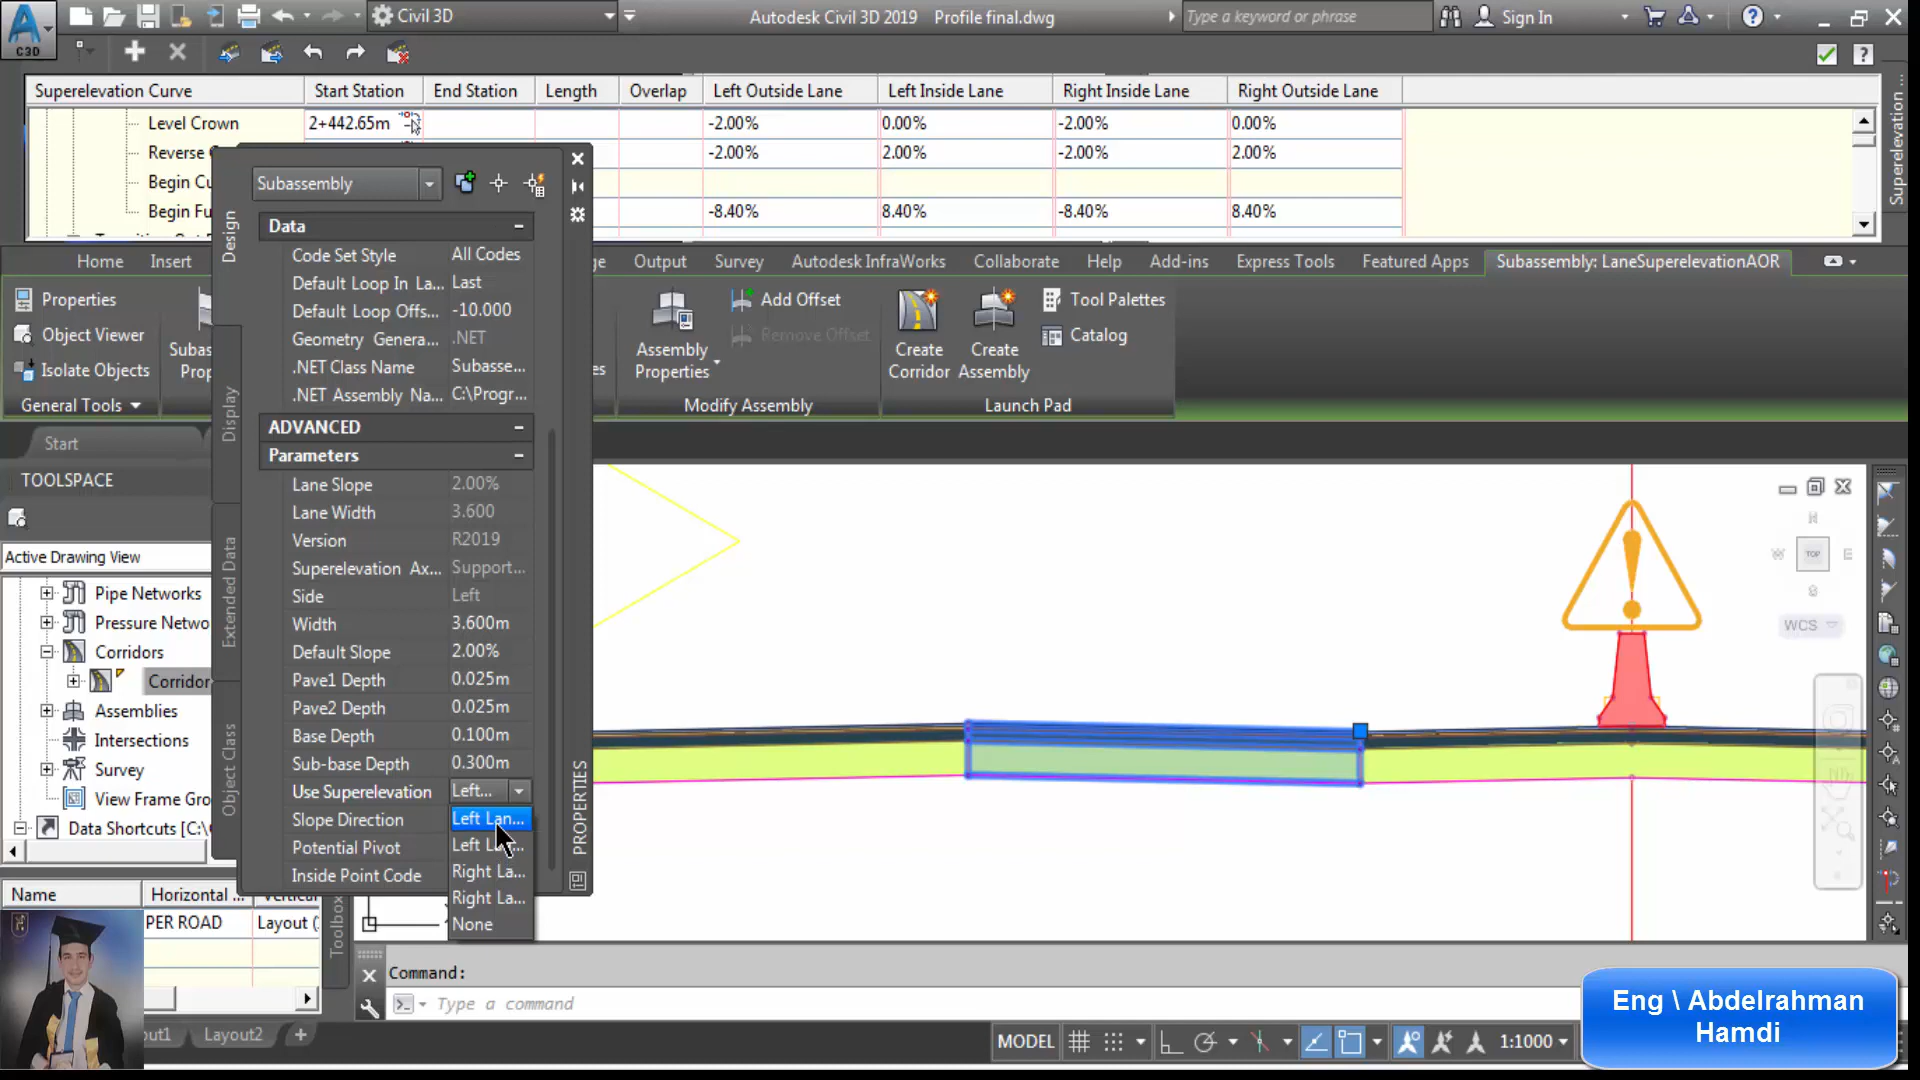 Civil 3D
Autodesk Civil 3D 2019 Profile final.dwg
Type a keyword or phrase
Sign In
C3D
Superelevation Curve Start Station End Station Length Overlap Left Outside Lane Left Inside Lane Right Inside Lane Right Outside Lane
Level Crown 2+442.65m -2.00% 0.00% -2.00% 0.00%
Reverse -2.00% 2.00% -2.00% 2.00%
Begin Cu
Begin Fu -8.40% 8.40% -8.40% 8.40%
Superelevation
Home Insert Output Survey Autodesk InfraWorks Collaborate Help Add-ins Express Tools Featured Apps Subassembly: LaneSuperelevationAOR
Properties
Object Viewer
Isolate Objects
General Tools
Subas
Prop
Assembly
Properties
Add Offset
Remove Offset
Modify Assembly
Create
Corridor
Create
Assembly
Tool Palettes
Catalog
Launch Pad
Subassembly
Design
Display
Extended Data
Object Class
PROPERTIES
Data
Code Set Style All Codes
Default Loop In La... Last
Default Loop Offs... -10.000
Geometry Genera... .NET
.NET Class Name Subasse...
.NET Assembly Na... C:\Progr...
ADVANCED
Parameters
Lane Slope 2.00%
Lane Width 3.600
Version R2019
Superelevation Ax... Support...
Side Left
Width 3.600m
Default Slope 2.00%
Pave1 Depth 0.025m
Pave2 Depth 0.025m
Base Depth 0.100m
Sub-base Depth 0.300m
Use Superelevation Left...
Slope Direction
Potential Pivot
Inside Point Code
Left Lan...
Left La...
Right La...
Right La...
None
Start
TOOLSPACE
Active Drawing View
Pipe Networks
Pressure Netwo
Corridors
Corridor
Assemblies
Intersections
Survey
View Frame Gro
Data Shortcuts [C:\
Name Horizontal ...
PER ROAD Layout (
Toolbox
TOP
WCS
Command:
Type a command
Layout2
MODEL
1:1000
Eng \ Abdelrahman
Hamdi